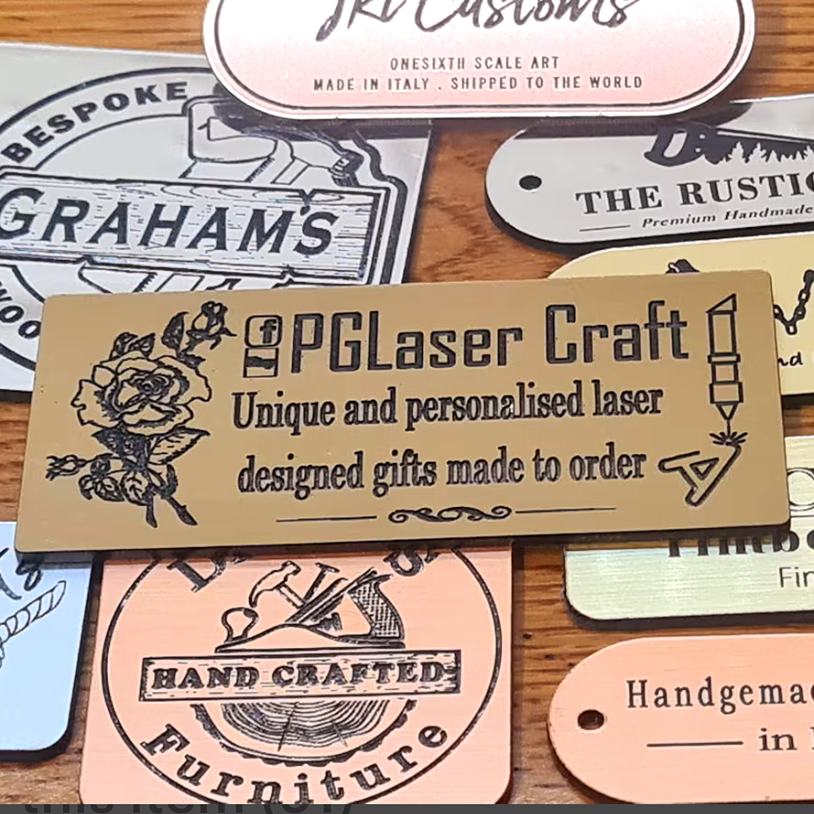 JRL Customs
ONESIXTH SCALE ART
MADE IN ITALY . SHIPPED TO THE WORLD
BESPOKE
GRAHAM'S
THE RUSTIC
Premium Handmade
PGLaser Craft
Unique and personalised laser
designed gifts made to order
HAND CRAFTED
Furniture
Handgemac
in